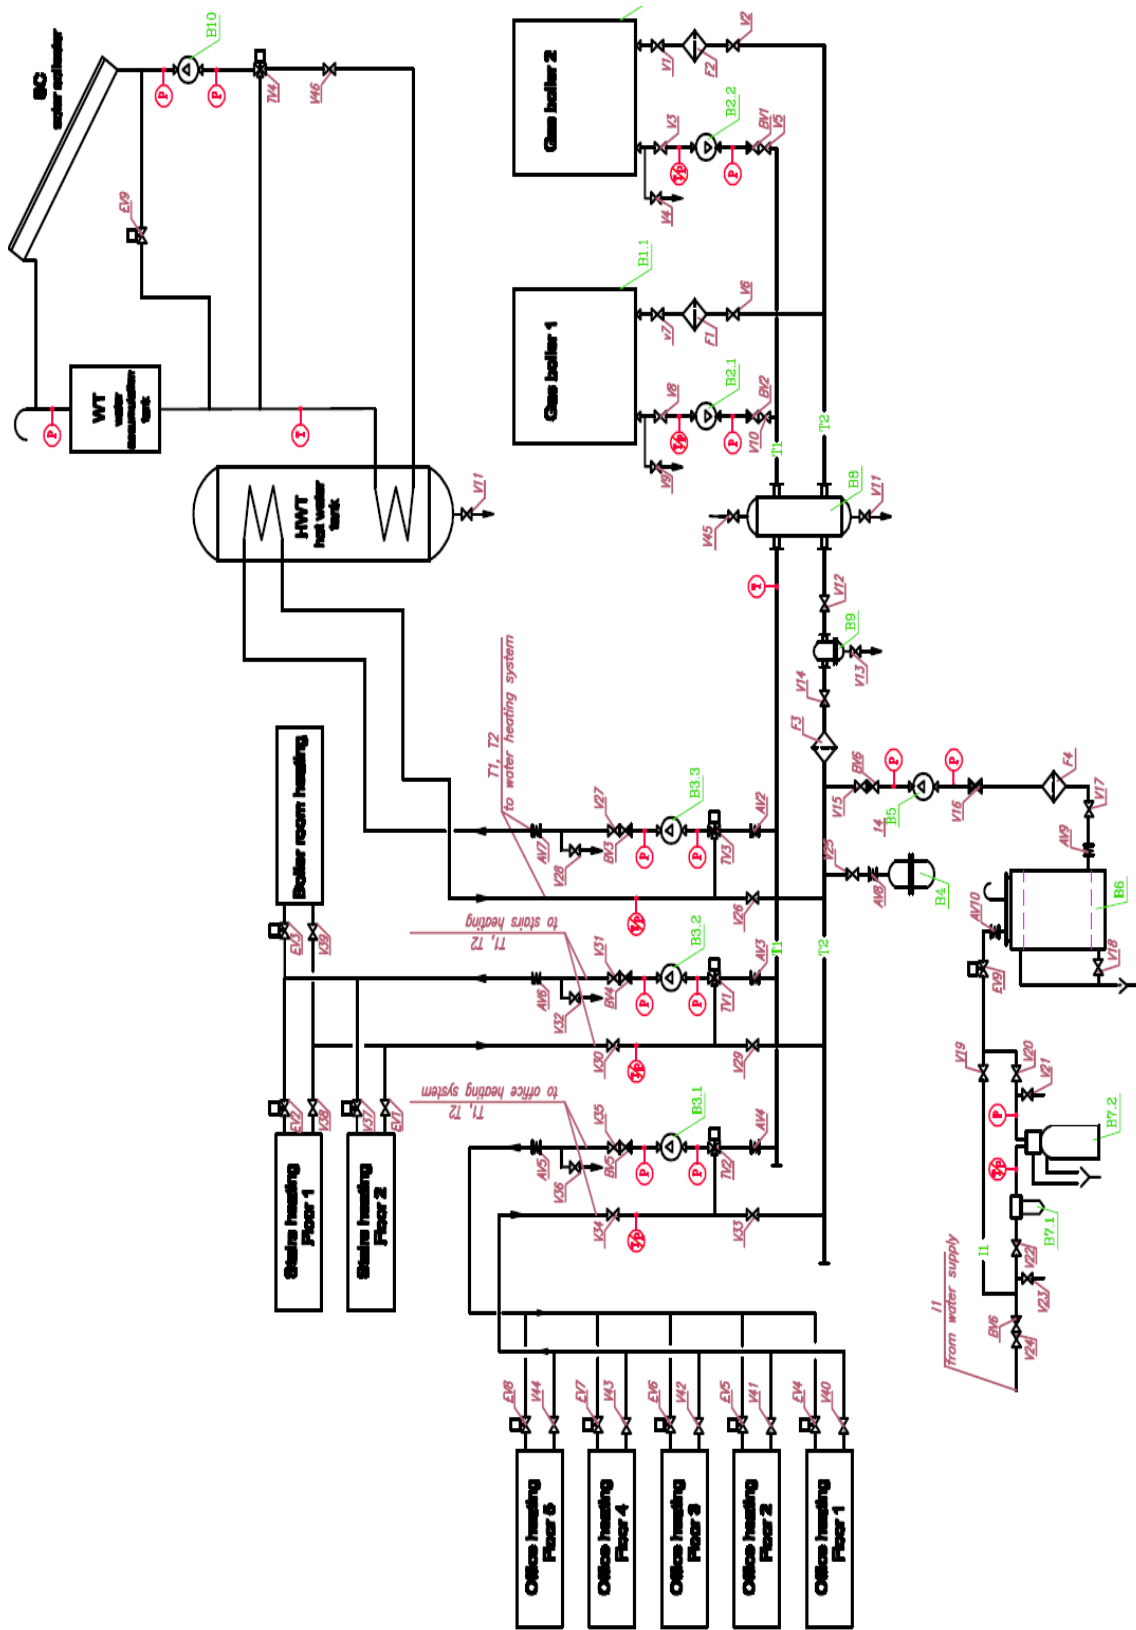 SC
solar collector
B10
P
P
TV4
V46
EV9
P
WT
water
accumulation
tank
T
HWT
hot water
tank
V11
Gas boiler 2
V1
F2
V2
V3
T/p
B2.2
P
BV1
V5
V4
Gas boiler 1
B1.1
v7
F1
V6
V8
T/p
B2.1
P
BV2
V10
V9
T1
T2
V45
B8
V11
T
V12
B9
V13
V14
F3
T1, T2
to water heating system
Boiler room heating
EV3
V39
AV7
V28
V27
BV3
P
B3.3
P
TV3
AV2
T/p
V26
T1, T2
to stairs heating
AV6
V32
V31
BV4
P
B3.2
P
TV1
AV3
V30
T/p
V29
T1
T2
T1, T2
to office heating system
AV5
V36
V35
BV5
P
B3.1
P
TV2
AV4
V34
T/p
V33
Stairs heating
Floor 1
EV2
V38
Stairs heating
Floor 2
V37
EV1
Office heating
Floor 5
EV8
V44
Office heating
Floor 4
EV7
V43
Office heating
Floor 3
EV6
V42
Office heating
Floor 2
EV5
V41
Office heating
Floor 1
EV4
V40
V15
BV6
P
14
B5
P
V16
F4
V17
AV9
V25
AV8
B4
AV10
B6
V18
EV9
V19
V20
V21
P
B7.2
T/p
B7.1
V22
I1
V23
BV6
V24
I1
from water supply